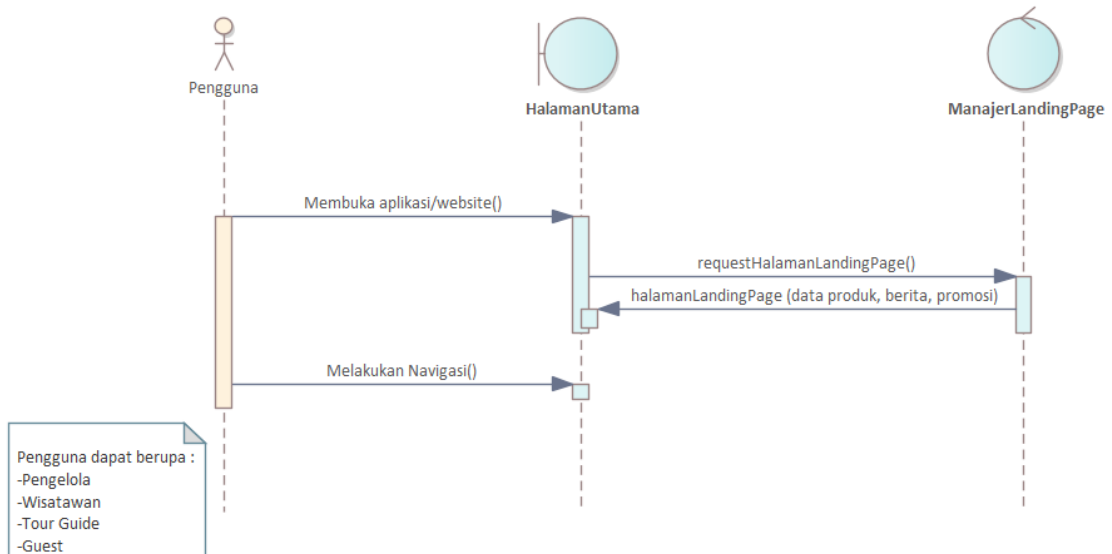 Pengguna
HalamanUtama
ManajerLandingPage
Membuka aplikasi/website()
requestHalamanLandingPage()
halamanLandingPage (data produk, berita, promosi)
Melakukan Navigasi()
Pengguna dapat berupa :
-Pengelola
-Wisatawan
-Tour Guide
-Guest